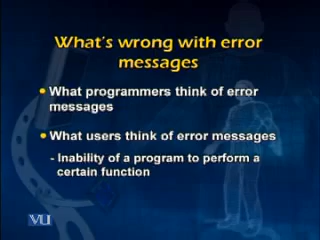 What's wrong with error
messages
What programmers think of error
messages
What users think of error messages
- Inability of a program to perform a
certain function
VU